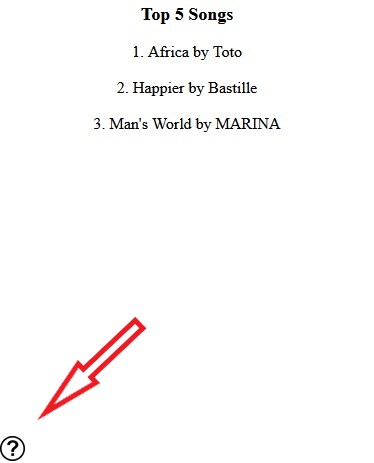 Top 5 Songs
1. Africa by Toto
2. Happier by Bastille
3. Man's World by MARINA
?